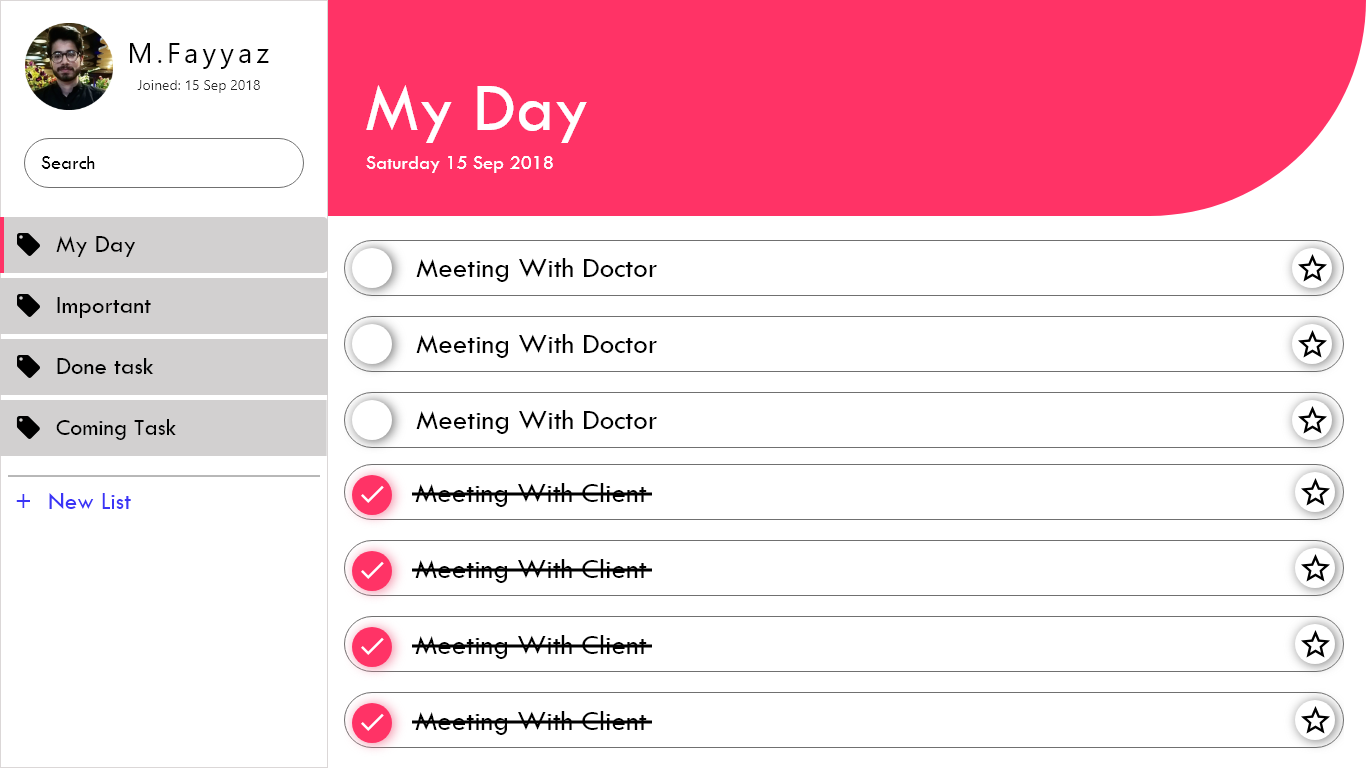 M.Fayyaz
Joined: 15 Sep 2018
Search
My Day
Important
Done task
Coming Task
+ New List
My Day
Saturday 15 Sep 2018
Meeting With Doctor
Meeting With Doctor
Meeting With Doctor
Meeting With Client
Meeting With Client
Meeting With Client
Meeting With Client